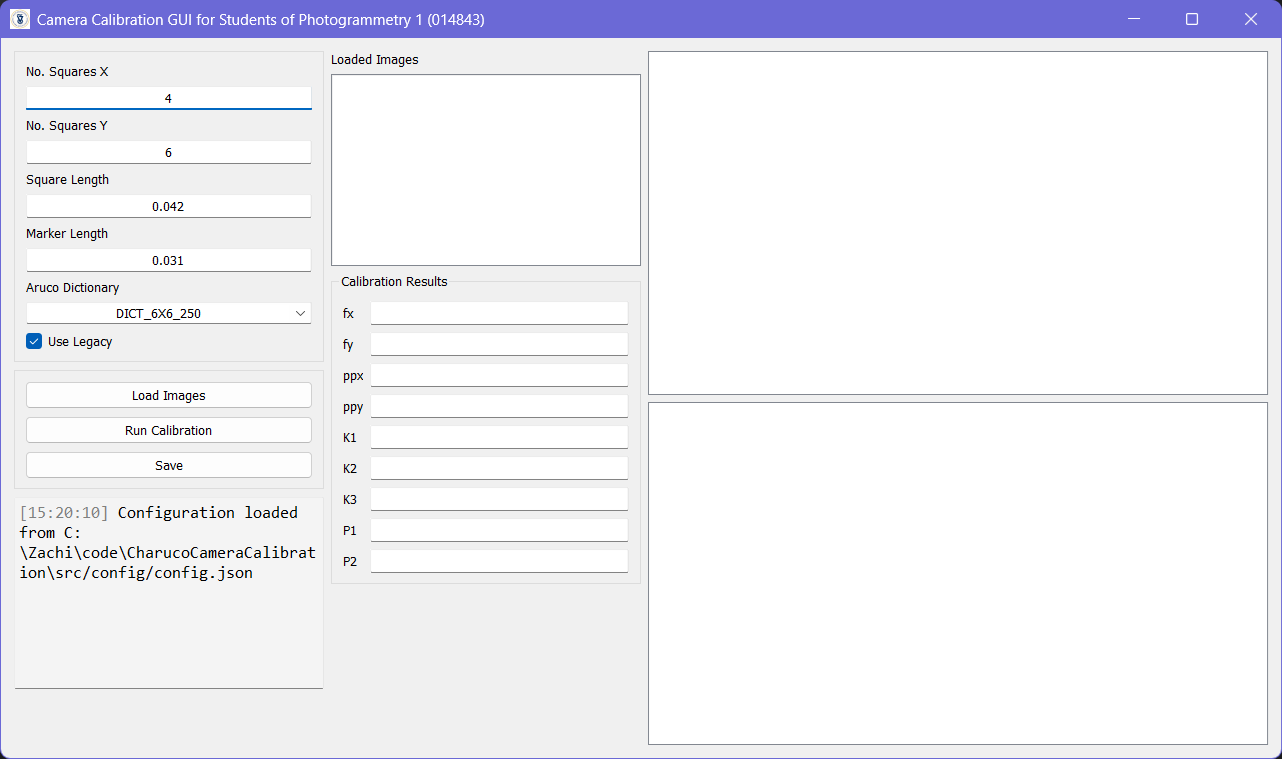 Camera Calibration GUI for Students of Photogrammetry 1 (014843)
No. Squares X
4
No. Squares Y
6
Square Length
0.042
Marker Length
0.031
Aruco Dictionary
DICT_6X6_250
Use Legacy
Load Images
Run Calibration
Save
[15:20:10] Configuration loaded
from C:
\Zachi\code\CharucoCameraCalibrat
ion\src/config/config.json
Loaded Images
Calibration Results
fx
fy
ppx
ppy
K1
K2
K3
P1
P2